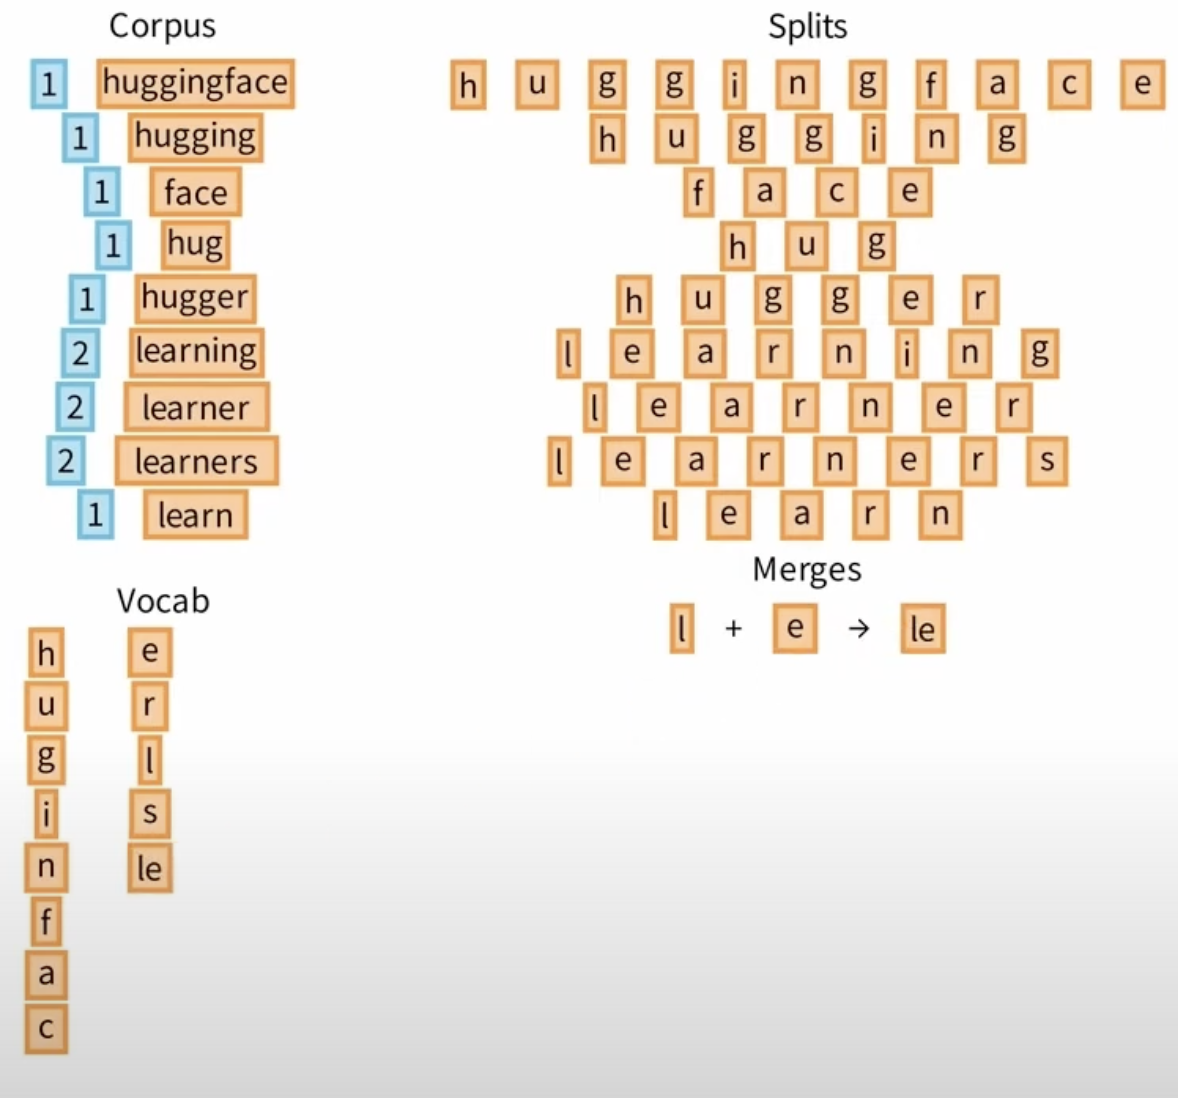 Corpus
1 huggingface
1 hugging
1 face
1 hug
1 hugger
2 learning
2 learner
2 learners
1 learn
Splits
h u g g i n g f a c e
h u g g i n g
f a c e
h u g
h u g g e r
l e a r n i n g
l e a r n e r
l e a r n e r s
l e a r n
Vocab
h e
u r
g l
i s
n le
f
a
c
Merges
l + e → le